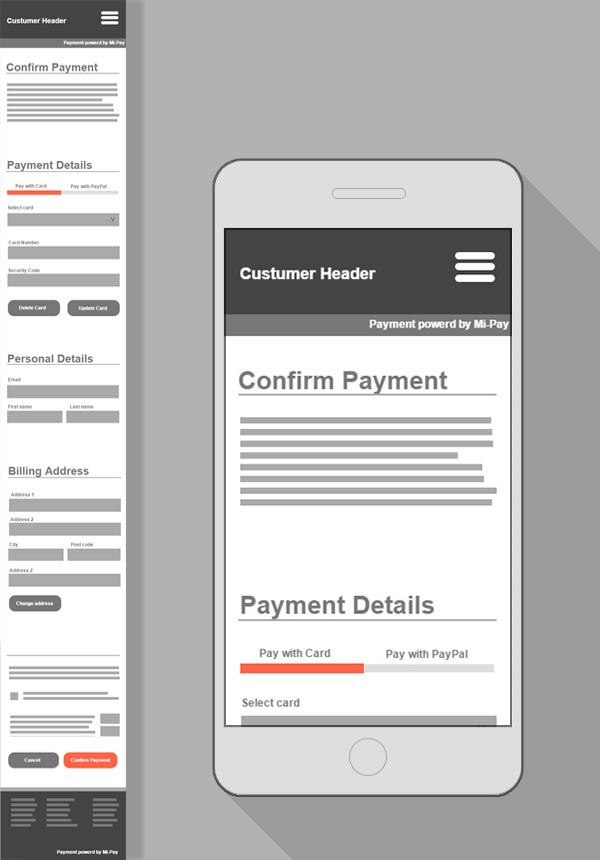 Custumer Header
Payment powerd by Mi-Pay
Confirm Payment
Payment Details
Pay with Card Pay with PayPal
Select card
V
Card Number
Security Code
Delete Card Update Card
Personal Details
Email
First name Last name
Billing Address
Address 1
Address 2
City Post code
Address 2
Change address
Cancel Confirm Payment
Payment powerd by Mi-Pay
Custumer Header
Payment powerd by Mi-Pay
Confirm Payment
Payment Details
Pay with Card Pay with PayPal
Select card